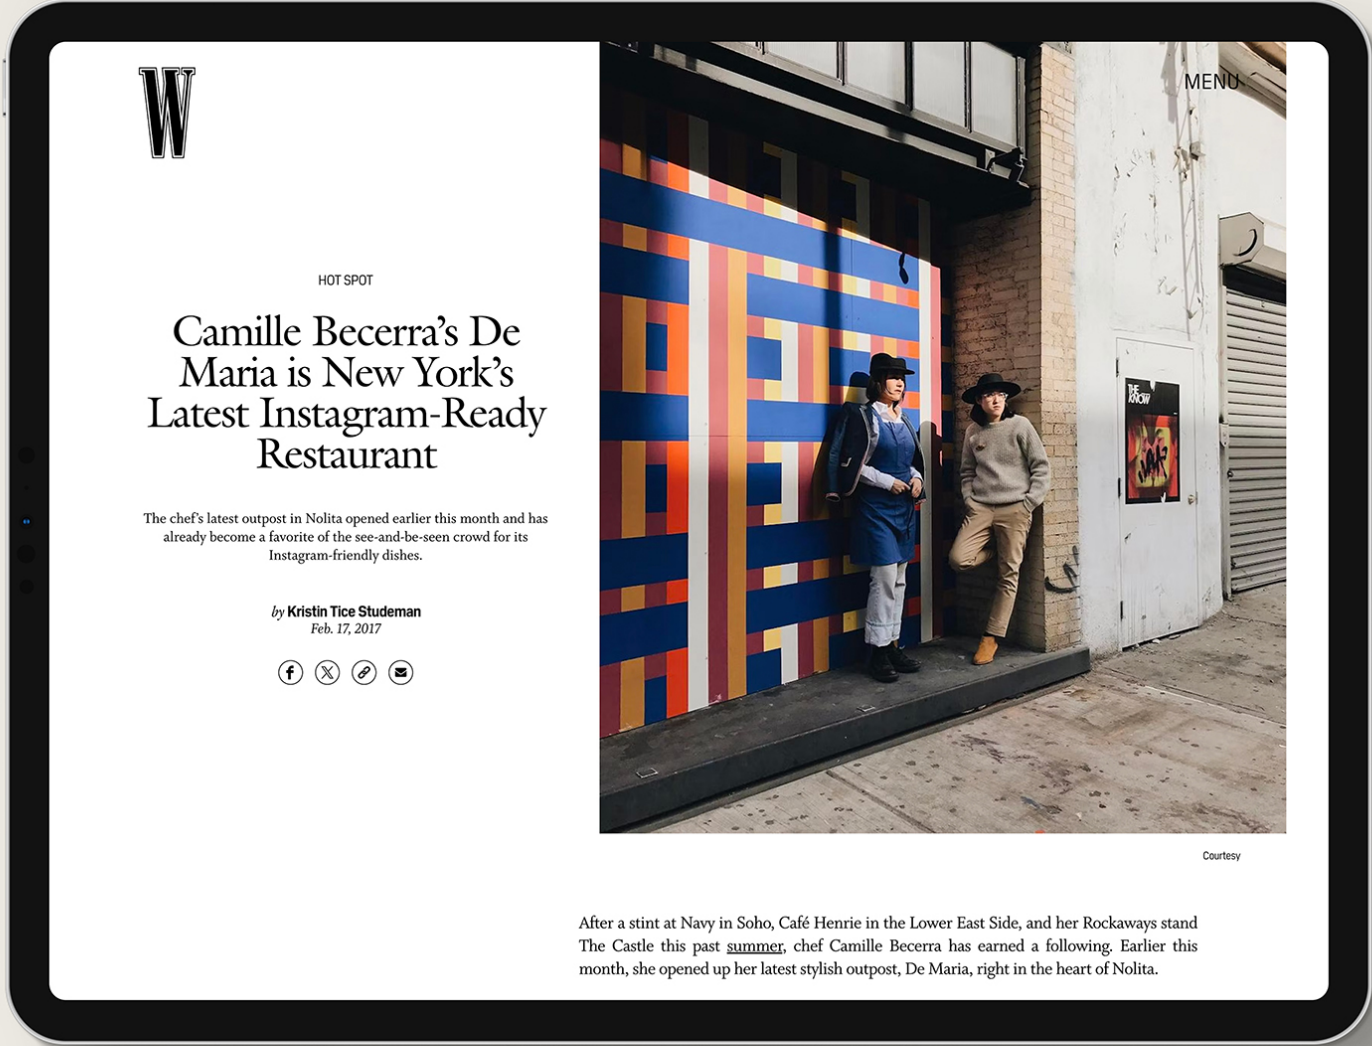 W
MENU
HOT SPOT
Camille Becerra’s De
Maria is New York’s
Latest Instagram-Ready
Restaurant
The chef’s latest outpost in Nolita opened earlier this month and has
already become a favorite of the see-and-be-seen crowd for its
Instagram-friendly dishes.
by Kristin Tice Studeman
Feb. 17, 2017
THE
KNOW
Courtesy
After a stint at Navy in Soho, Café Henrie in the Lower East Side, and her Rockaways stand
The Castle this past summer, chef Camille Becerra has earned a following. Earlier this
month, she opened up her latest stylish outpost, De Maria, right in the heart of Nolita.